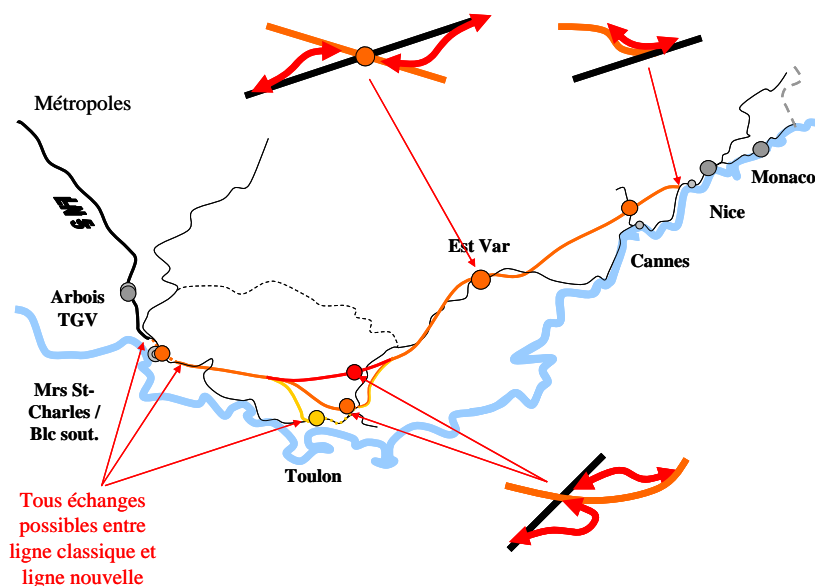 Métropoles
LN 5
Monaco
Nice
Est Var
Cannes
Arbois
TGV
Mrs St-
Charles /
Blc sout.
Toulon
Tous échanges
possibles entre
ligne classique et
ligne nouvelle